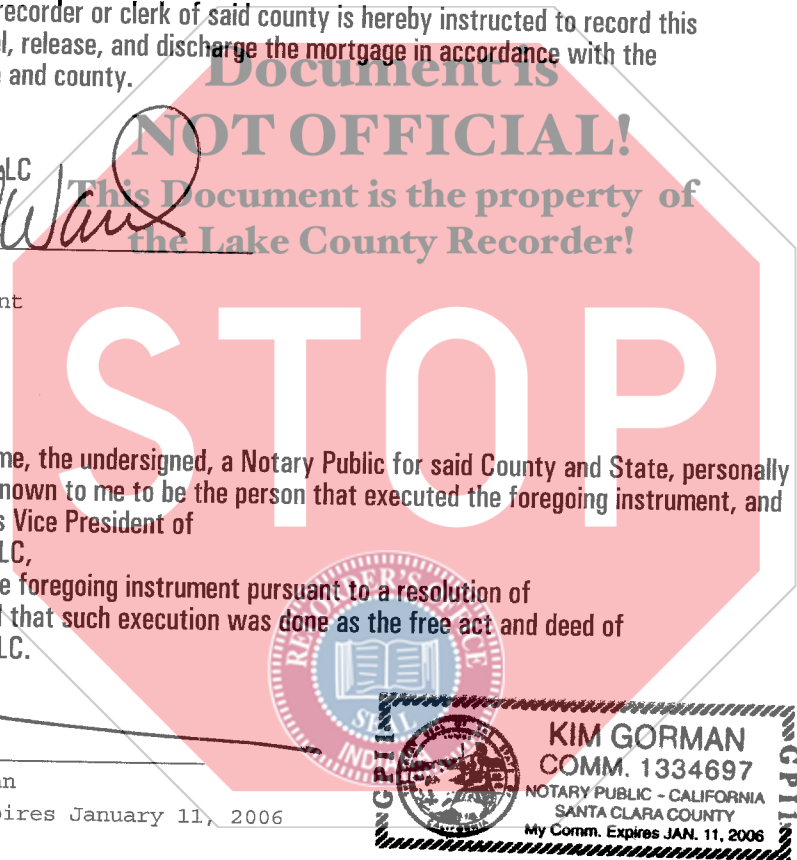 recorder or clerk of said county is hereby instructed to record this
l, release, and discharge the mortgage in accordance with the
e and county.
Document is
NOT OFFICIAL!
This Document is the property of
the Lake County Recorder!
LC
Ward
nt
STOP
me, the undersigned, a Notary Public for said County and State, personally
nown to me to be the person that executed the foregoing instrument, and
s Vice President of
LC,
e foregoing instrument pursuant to a resolution of
d that such execution was done as the free act and deed of
LC.
RECORDER'S OFFICE
SEAL
n
pires January 11, 2006
KIM GORMAN
COMM. 1334697
NOTARY PUBLIC - CALIFORNIA
SANTA CLARA COUNTY
My Comm. Expires JAN. 11, 2006